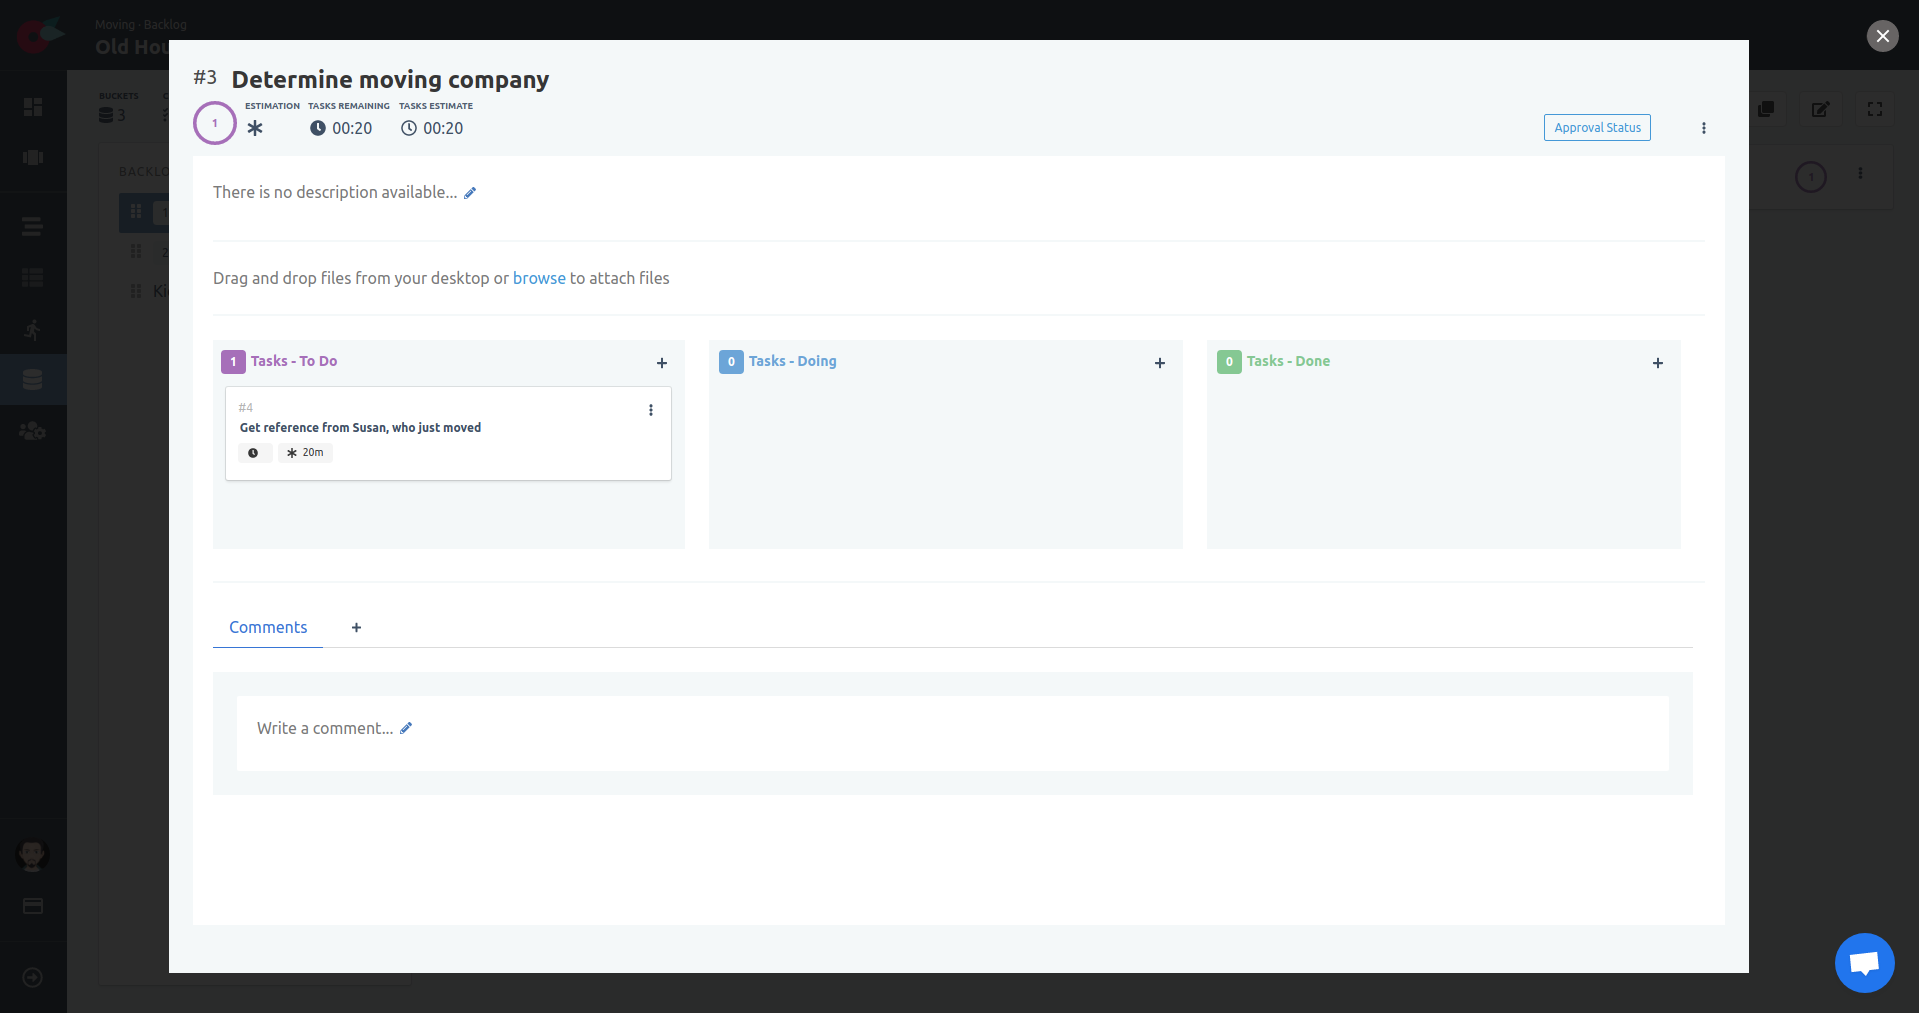 Moving - Backlog
Old Hou
#3 Determine moving company
1
ESTIMATION TASKS REMAINING TASKS ESTIMATE
00:20 00:20
Approval Status
BUCKETS
3
BACKLO
1
2
1
There is no description available...
Drag and drop files from your desktop or browse to attach files
1 Tasks - To Do
#4
Get reference from Susan, who just moved
20m
0 Tasks - Doing
0 Tasks - Done
Comments
Write a comment...